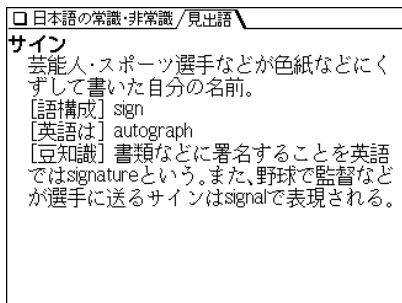 日本語の常識・非常識/見出語
サイン
芸能人・スポーツ選手などが色紙などにく
ずして書いた自分の名前。
[語構成] sign
[英語は] autograph
[豆知識] 書類などに署名することを英語
ではsignatureという。また、野球で監督など
が選手に送るサインはsignalで表現される。